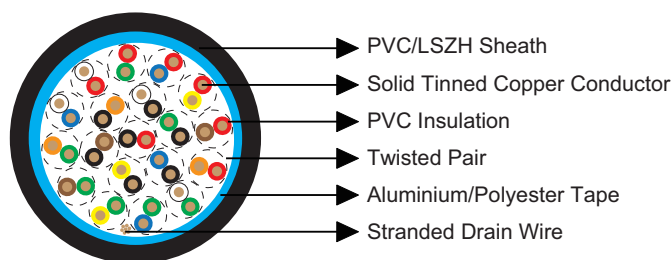 PVC/LSZH Sheath
Solid Tinned Copper Conductor
PVC Insulation
Twisted Pair
Aluminium/Polyester Tape
Stranded Drain Wire